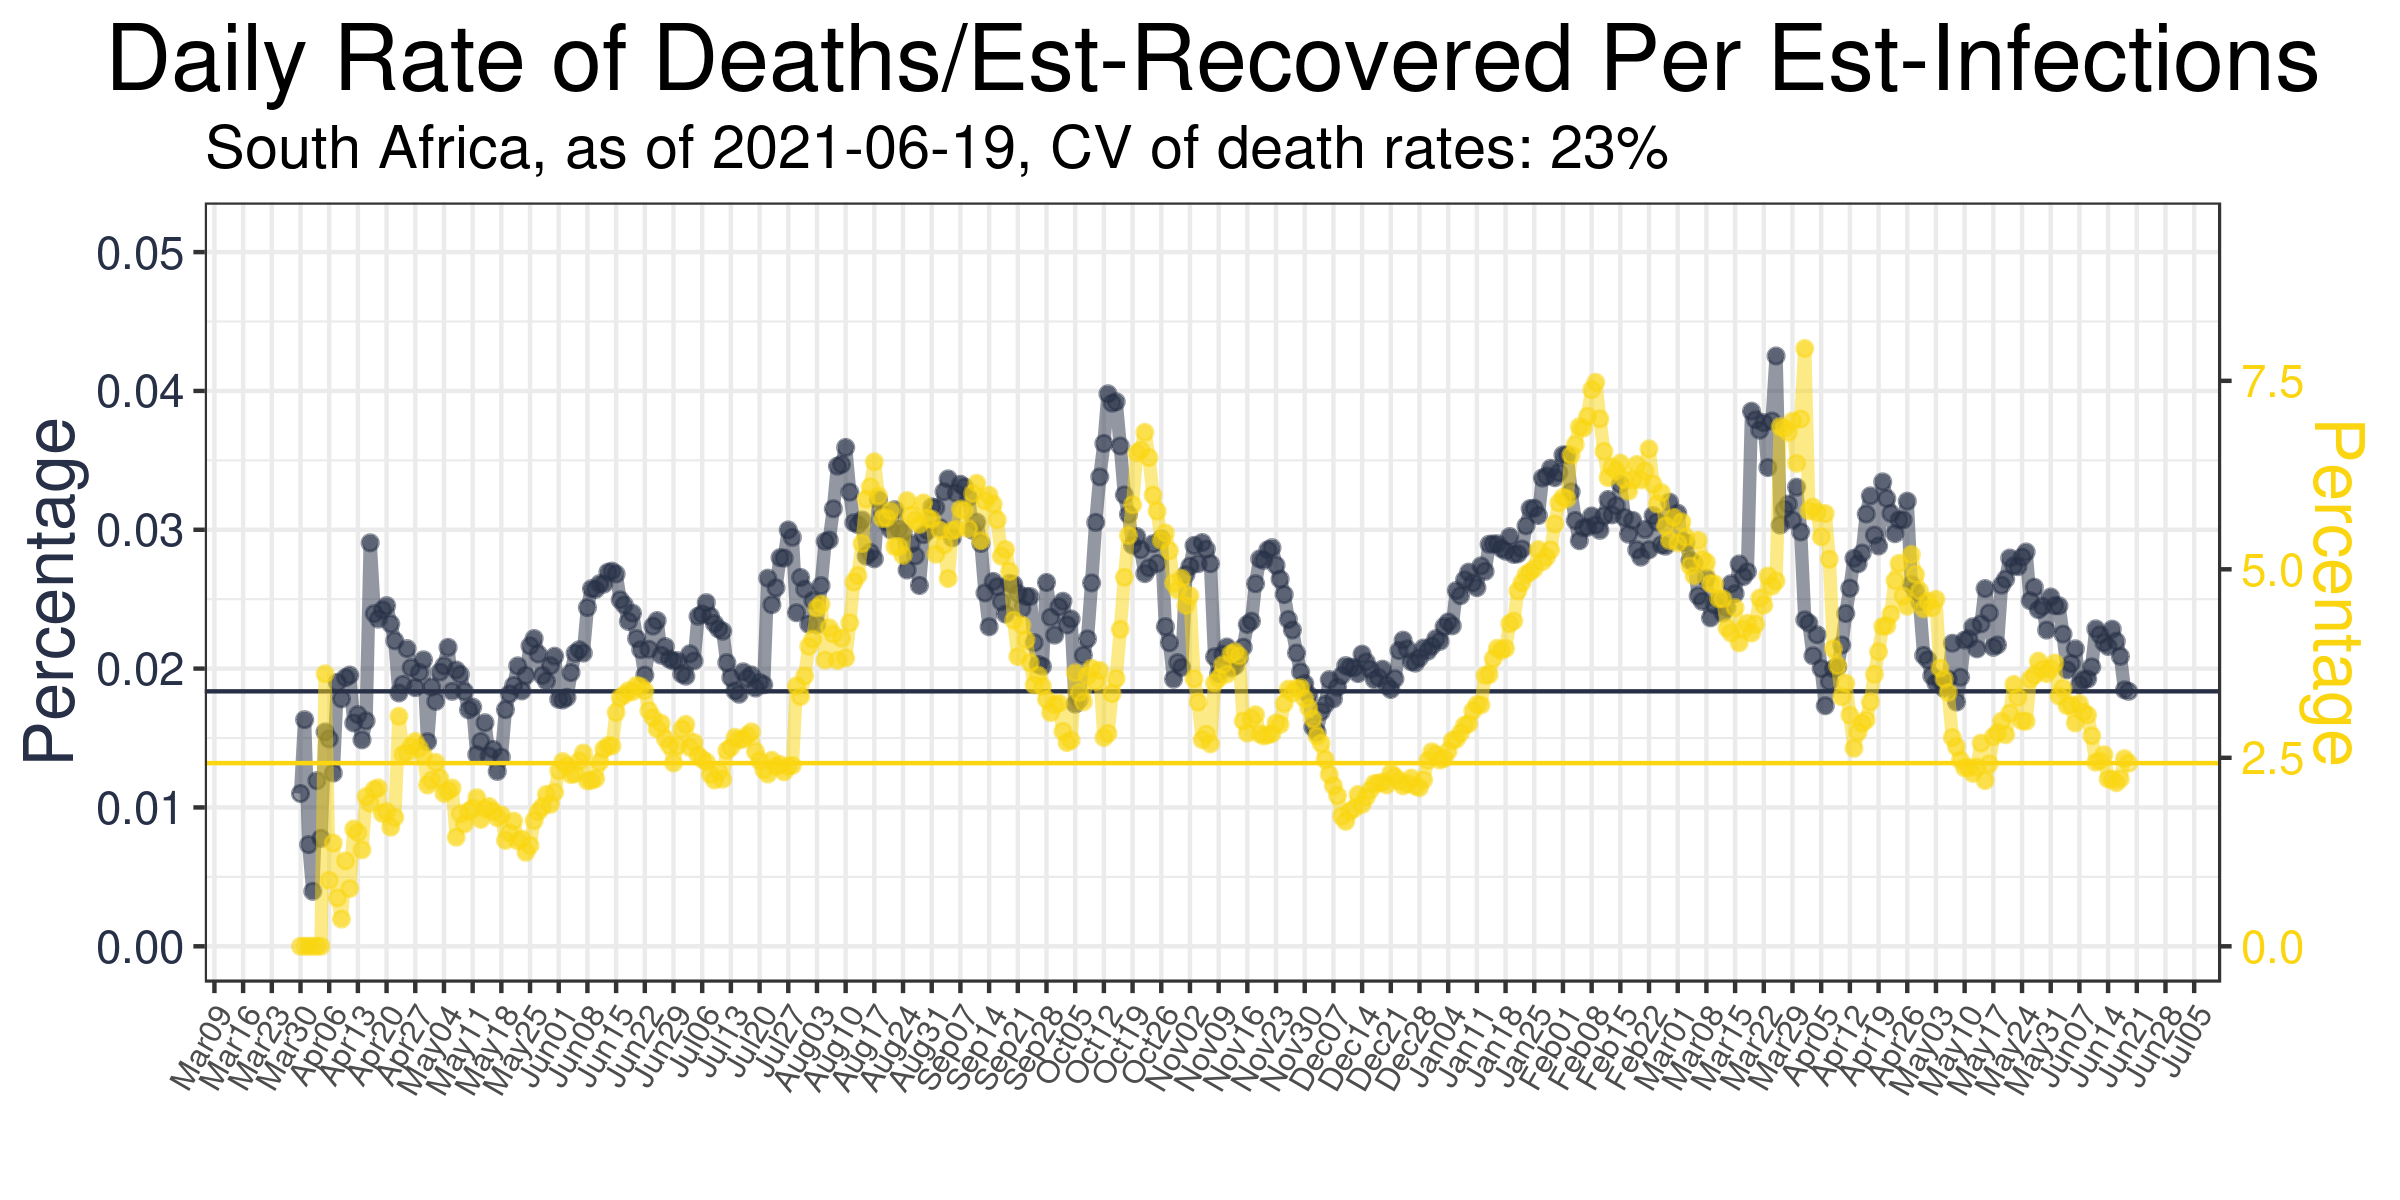 Daily Rate of Deaths/Est-Recovered Per Est-Infections
South Africa, as of 2021-06-19, CV of death rates: 23%
Percentage
0.05
0.04
0.03
0.02
0.01
0.00
7.5
5.0
2.5
0.0
Percentage
Mar09
Mar16
Mar23
Mar30
Apr06
Apr13
Apr20
Apr27
May04
May11
May18
May25
Jun01
Jun08
Jun15
Jun22
Jun29
Jul06
Jul13
Jul20
Jul27
Aug03
Aug10
Aug17
Aug24
Aug31
Sep07
Sep14
Sep21
Sep28
Oct05
Oct12
Oct19
Oct26
Nov02
Nov09
Nov16
Nov23
Nov30
Dec07
Dec14
Dec21
Dec28
Jan04
Jan11
Jan18
Jan25
Feb01
Feb08
Feb15
Feb22
Mar01
Mar08
Mar15
Mar22
Mar29
Apr05
Apr12
Apr19
Apr26
May03
May10
May17
May24
May31
Jun07
Jun14
Jun21
Jun28
Jul05